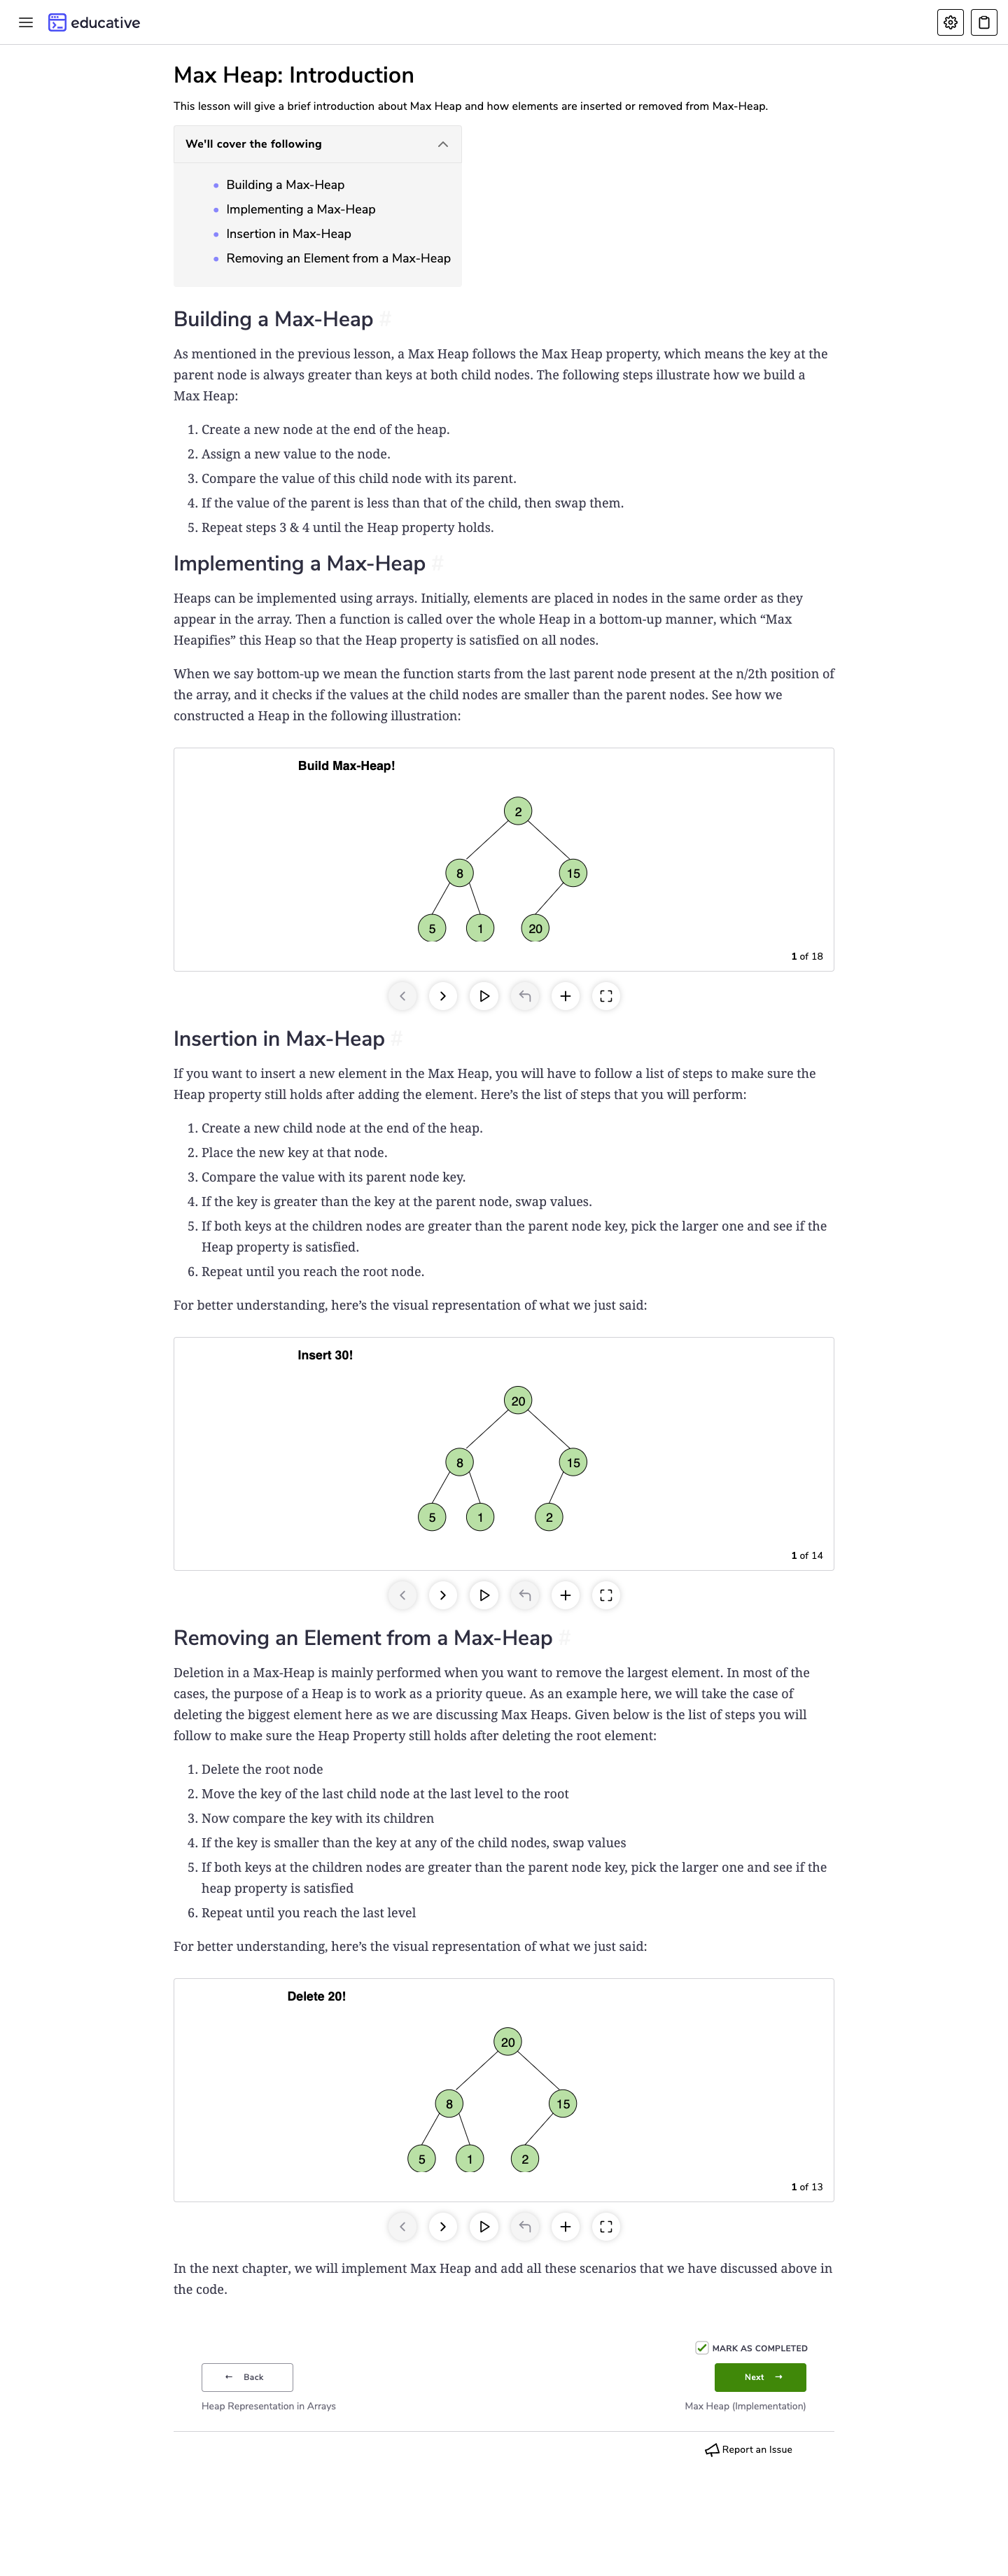 educative
Max Heap: Introduction
This lesson will give a brief introduction about Max Heap and how elements are inserted or removed from Max-Heap.
We'll cover the following
Building a Max-Heap
Implementing a Max-Heap
Insertion in Max-Heap
Removing an Element from a Max-Heap
Building a Max-Heap #
As mentioned in the previous lesson, a Max Heap follows the Max Heap property, which means the key at the
parent node is always greater than keys at both child nodes. The following steps illustrate how we build a
Max Heap:
1. Create a new node at the end of the heap.
2. Assign a new value to the node.
3. Compare the value of this child node with its parent.
4. If the value of the parent is less than that of the child, then swap them.
5. Repeat steps 3 & 4 until the Heap property holds.
Implementing a Max-Heap #
Heaps can be implemented using arrays. Initially, elements are placed in nodes in the same order as they
appear in the array. Then a function is called over the whole Heap in a bottom-up manner, which “Max
Heapifies” this Heap so that the Heap property is satisfied on all nodes.
When we say bottom-up we mean the function starts from the last parent node present at the n/2th position of
the array, and it checks if the values at the child nodes are smaller than the parent nodes. See how we
constructed a Heap in the following illustration:
Build Max-Heap!
2
8 15
5 1 20
1 of 18
Insertion in Max-Heap #
If you want to insert a new element in the Max Heap, you will have to follow a list of steps to make sure the
Heap property still holds after adding the element. Here’s the list of steps that you will perform:
1. Create a new child node at the end of the heap.
2. Place the new key at that node.
3. Compare the value with its parent node key.
4. If the key is greater than the key at the parent node, swap values.
5. If both keys at the children nodes are greater than the parent node key, pick the larger one and see if the
Heap property is satisfied.
6. Repeat until you reach the root node.
For better understanding, here’s the visual representation of what we just said:
Insert 30!
20
8 15
5 1 2
1 of 14
Removing an Element from a Max-Heap #
Deletion in a Max-Heap is mainly performed when you want to remove the largest element. In most of the
cases, the purpose of a Heap is to work as a priority queue. As an example here, we will take the case of
deleting the biggest element here as we are discussing Max Heaps. Given below is the list of steps you will
follow to make sure the Heap Property still holds after deleting the root element:
1. Delete the root node
2. Move the key of the last child node at the last level to the root
3. Now compare the key with its children
4. If the key is smaller than the key at any of the child nodes, swap values
5. If both keys at the children nodes are greater than the parent node key, pick the larger one and see if the
heap property is satisfied
6. Repeat until you reach the last level
For better understanding, here’s the visual representation of what we just said:
Delete 20!
20
8 15
5 1 2
1 of 13
In the next chapter, we will implement Max Heap and add all these scenarios that we have discussed above in
the code.
MARK AS COMPLETED
← Back
Next →
Heap Representation in Arrays
Max Heap (Implementation)
Report an Issue